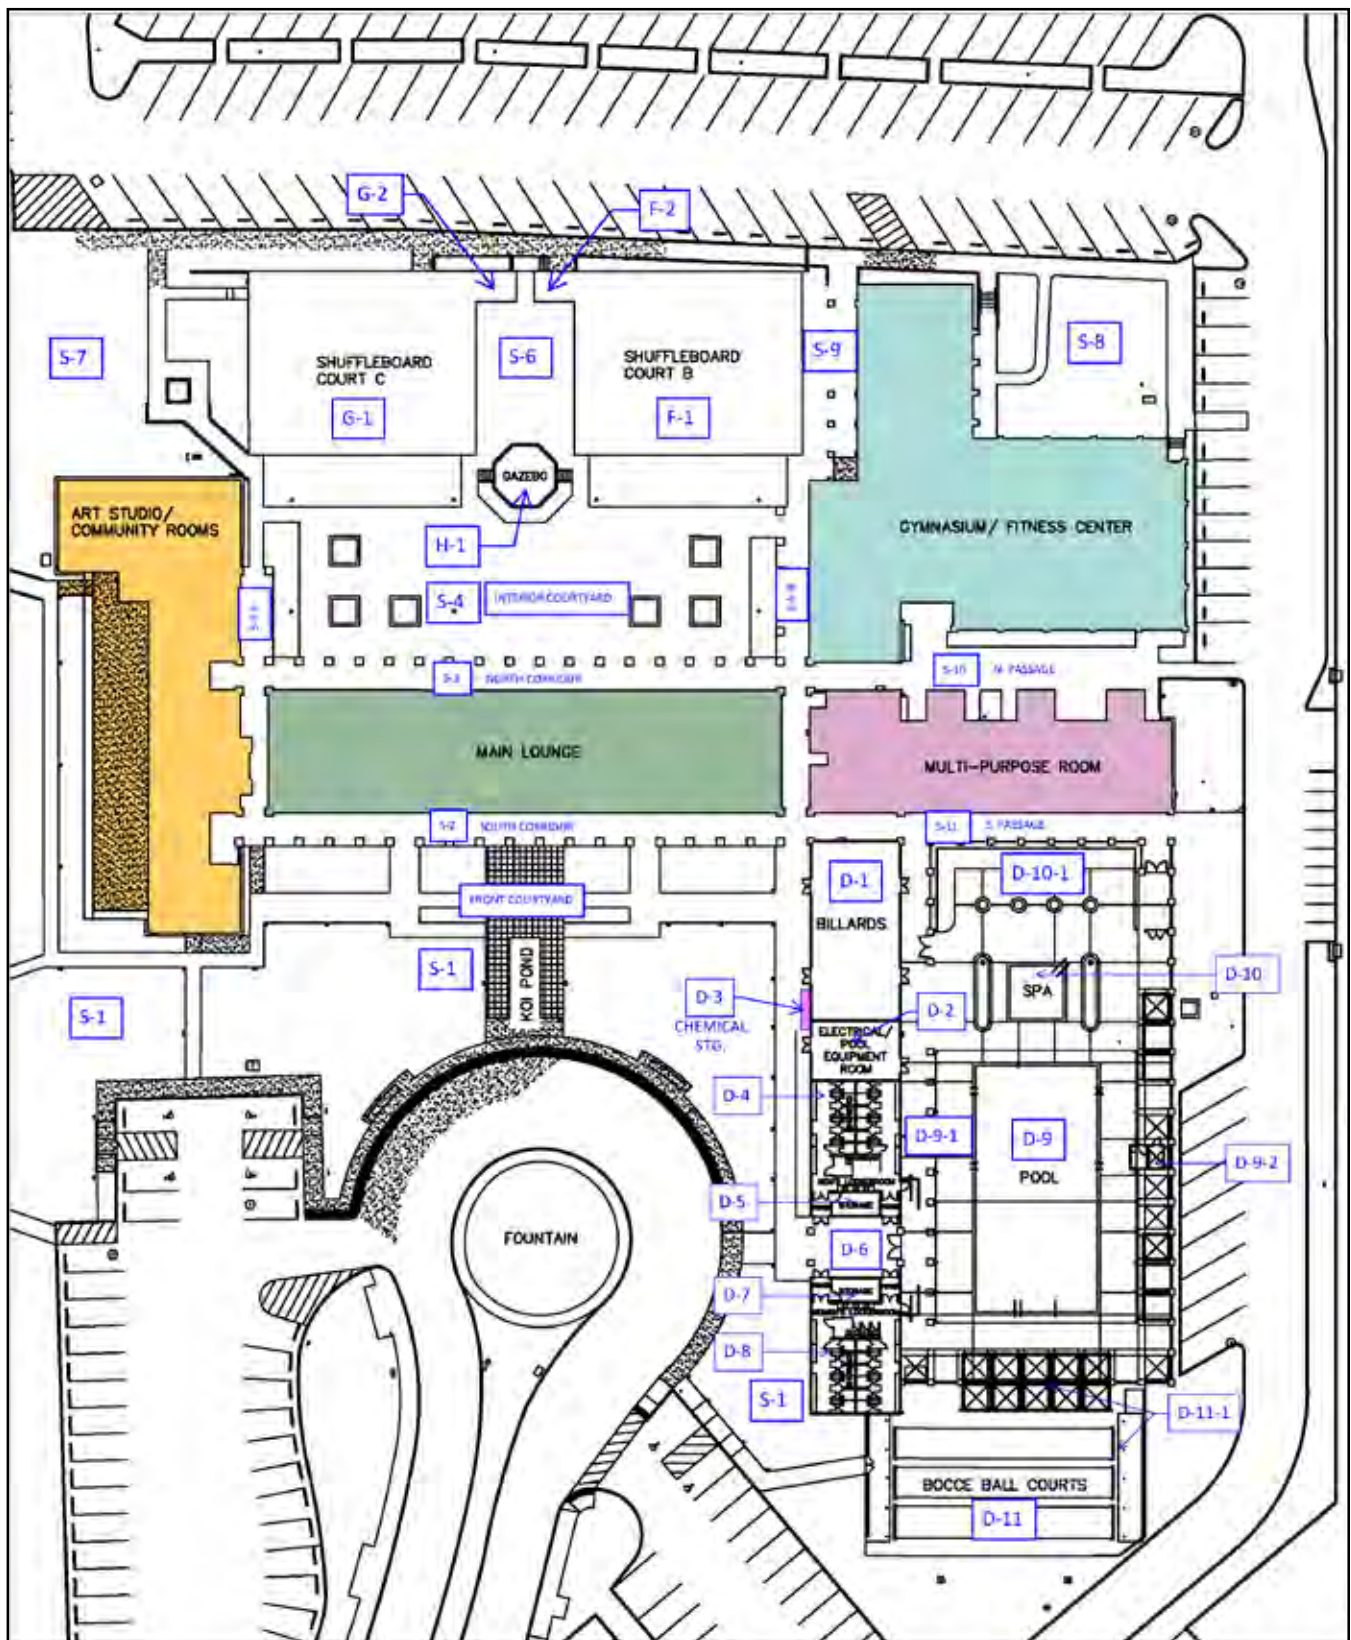 G-2
F-2
S-7
SHUFFLEBOARD
COURT C
G-1
S-6
SHUFFLEBOARD
COURT B
F-1
S-9
S-8
GAZEBO
H-1
ART STUDIO/
COMMUNITY ROOMS
GYMNASIUM/ FITNESS CENTER
S-4
INTERIOR COURTYARD
S-3
NORTH CORRIDOR
S-10
N. PASSAGE
MAIN LOUNGE
MULTI-PURPOSE ROOM
S-2
SOUTH CORRIDOR
S-11
S. PASSAGE
D-1
BILLARDS
D-10-1
FRONT COURTYARD
S-1
KOI POND
D-10
SPA
S-1
D-3
CHEMICAL
STG.
D-2
ELECTRICAL/
POOL
EQUIPMENT
ROOM
D-4
D-9-1
D-9
POOL
D-9-2
D-5
STORAGE
FOUNTAIN
D-6
D-7
STORAGE
D-8
S-1
D-11-1
BOCCE BALL COURTS
D-11